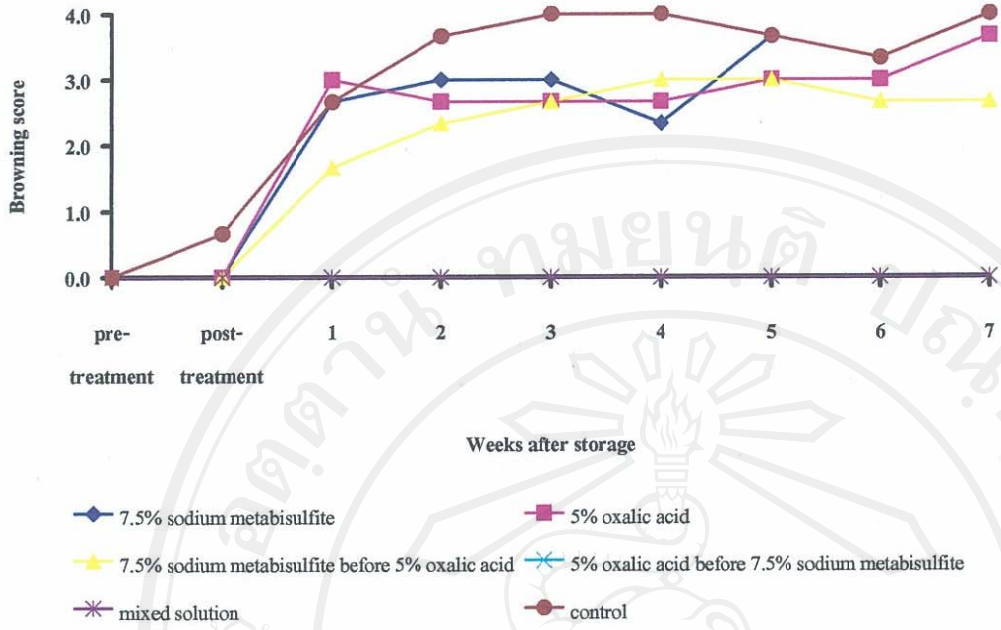 4.0
3.0
2.0
1.0
0.0
Browning score
pre-
treatment
post-
treatment
1
2
3
4
5
6
7
Weeks after storage
7.5% sodium metabisulfite
5% oxalic acid
7.5% sodium metabisulfite before 5% oxalic acid
5% oxalic acid before 7.5% sodium metabisulfite
mixed solution
control